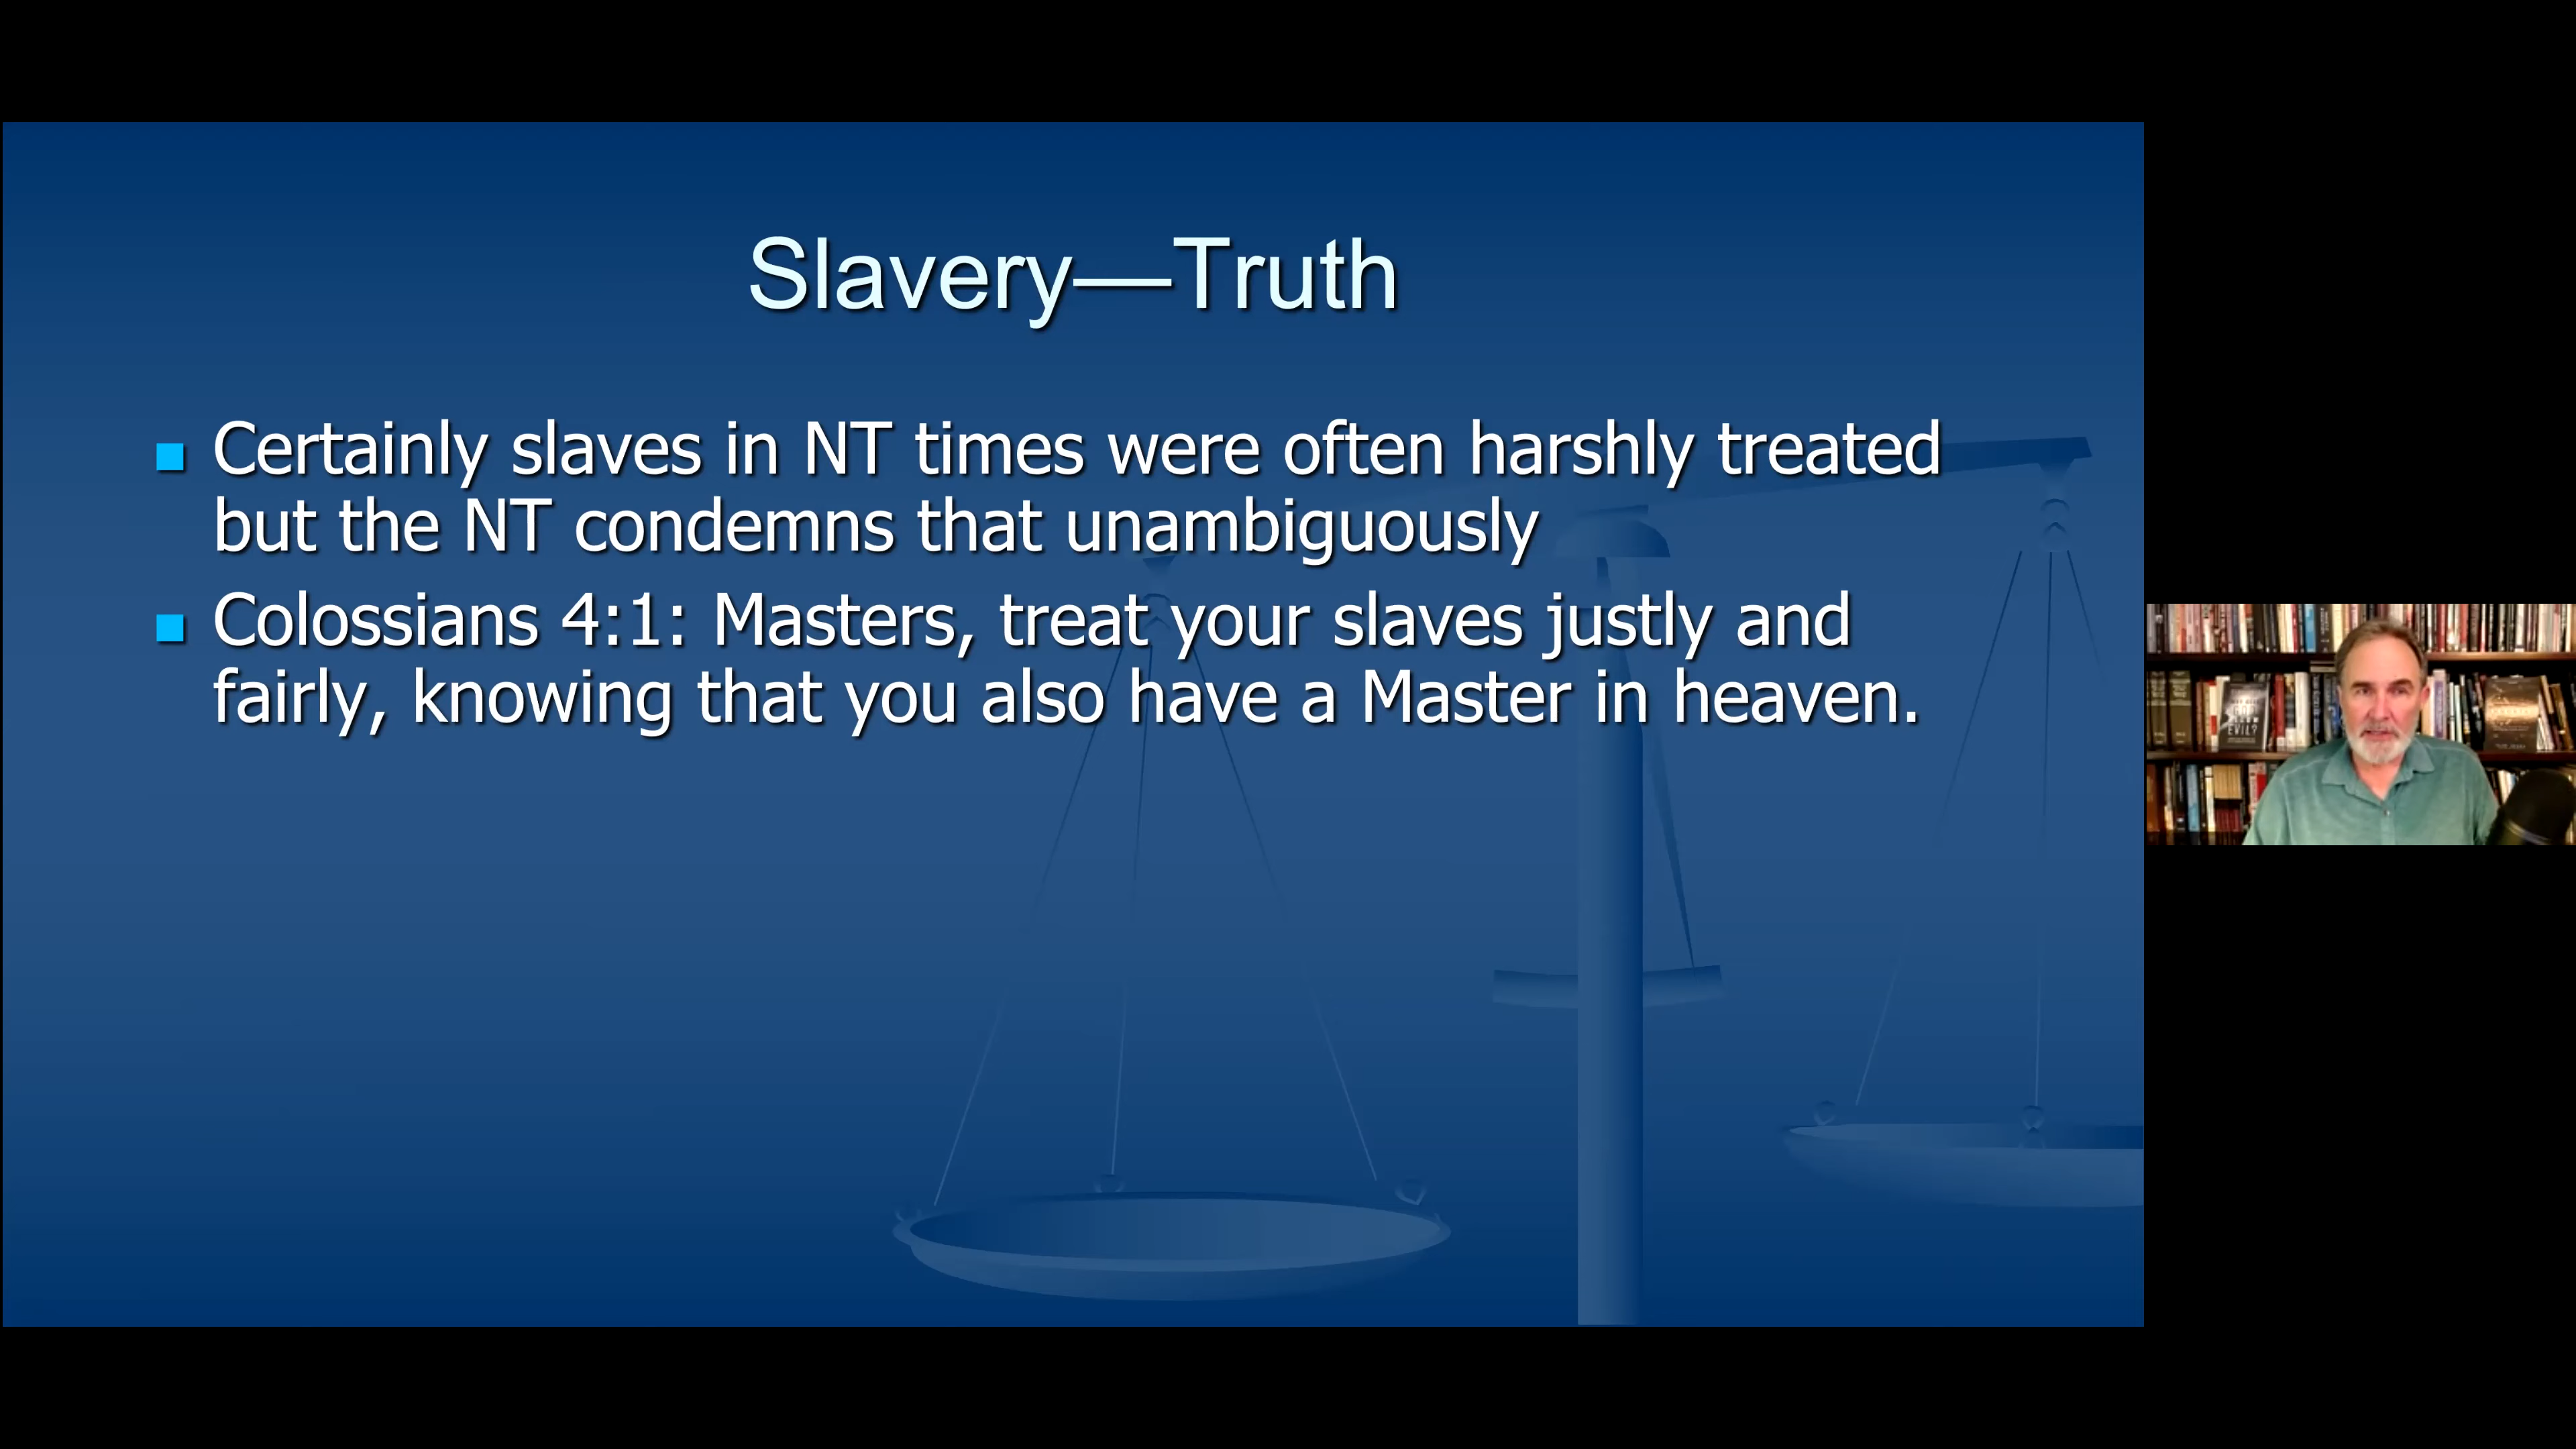 Slavery—Truth
Certainly slaves in NT times were often harshly treated
but the NT condemns that unambiguously
Colossians 4:1: Masters, treat your slaves justly and
fairly, knowing that you also have a Master in heaven.
EVIL?